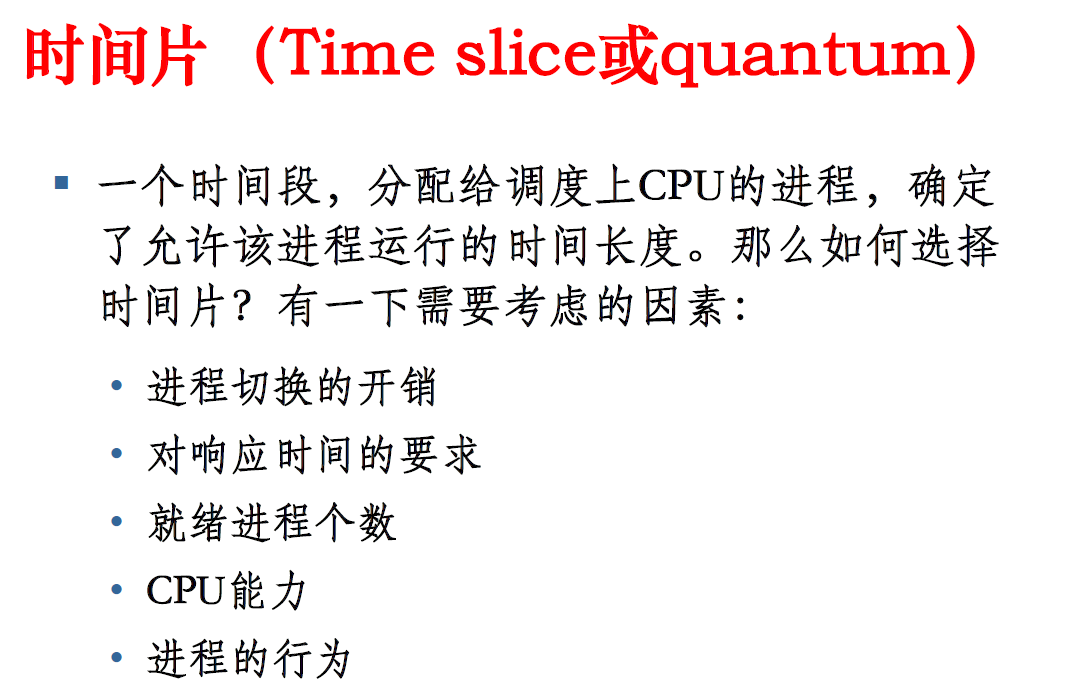 时间片（Time slice或quantum）
一个时间段，分配给调度上CPU的进程，确定
了允许该进程运行的时间长度。那么如何选择
时间片？有一下需要考虑的因素：
进程切换的开销
对响应时间的要求
就绪进程个数
CPU能力
进程的行为